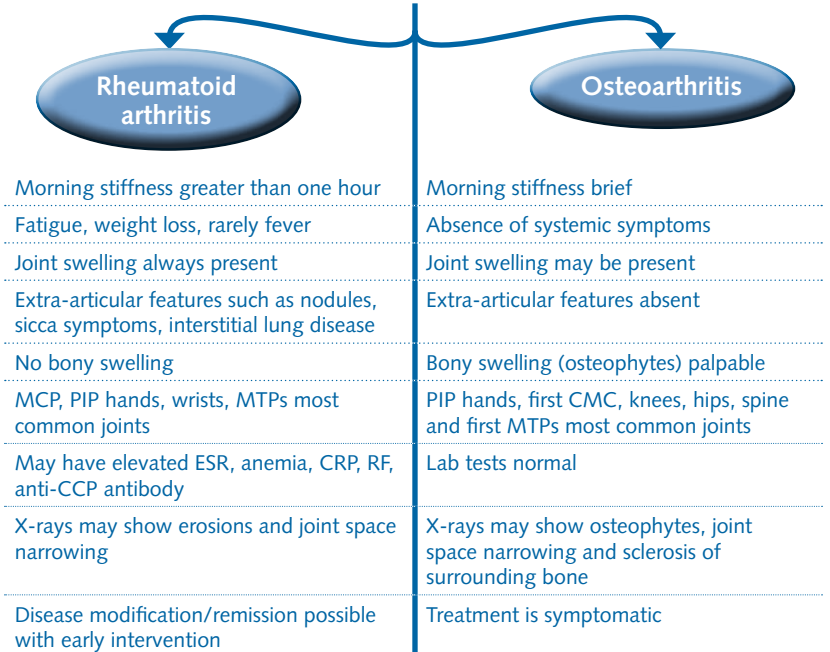 Rheumatoid
arthritis
Osteoarthritis
Morning stiffness greater than one hour
Morning stiffness brief
Fatigue, weight loss, rarely fever
Absence of systemic symptoms
Joint swelling always present
Joint swelling may be present
Extra-articular features such as nodules,
sicca symptoms, interstitial lung disease
Extra-articular features absent
No bony swelling
Bony swelling (osteophytes) palpable
MCP, PIP hands, wrists, MTPs most
common joints
PIP hands, first CMC, knees, hips, spine
and first MTPs most common joints
May have elevated ESR, anemia, CRP, RF,
anti-CCP antibody
Lab tests normal
X-rays may show erosions and joint space
narrowing
X-rays may show osteophytes, joint
space narrowing and sclerosis of
surrounding bone
Disease modification/remission possible
with early intervention
Treatment is symptomatic